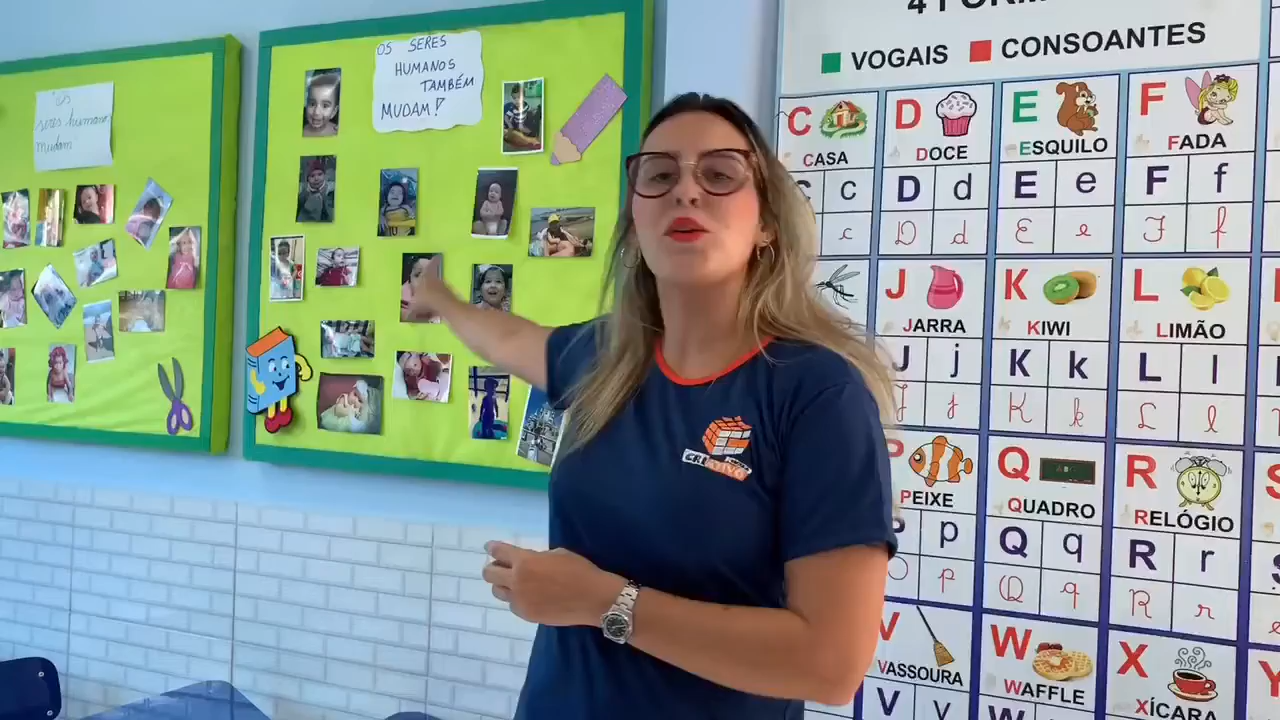 OS SERES
HUMANOS
TAMBÉM
MUDAM!
os
seres humanos
mudam
VOGAIS CONSOANTES
C D E F
CASA DOCE ESQUILO FADA
c D d E e F f
c D d E e F f
J K L
JARRA KIWI LIMÃO
J j K k L l
j K k L l
P Q R S
PEIXE QUADRO RELÓGIO
p Q q R r
p Q q R r
V W X Y
VASSOURA WAFFLE XÍCARA
V v W w X x